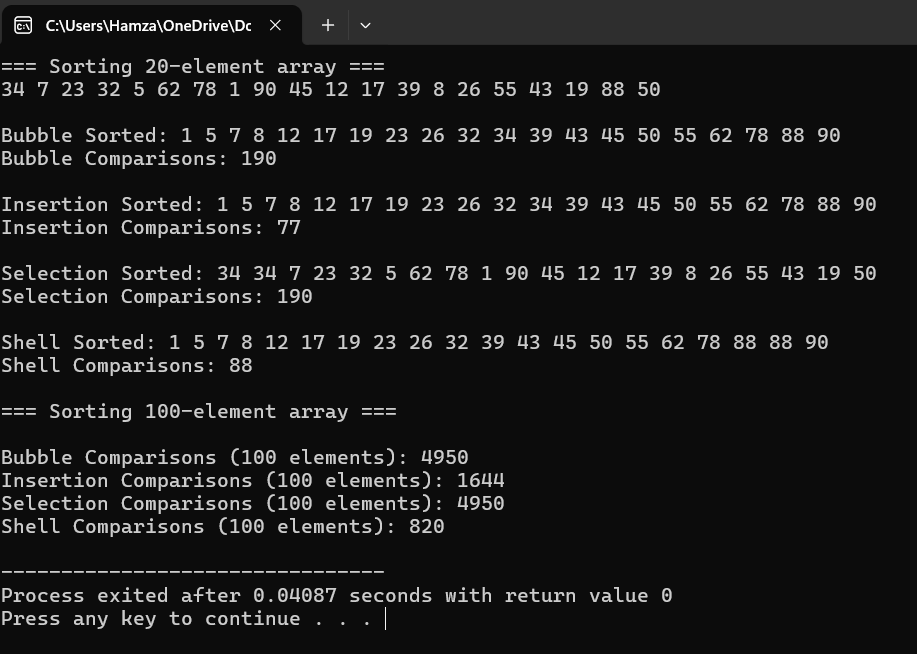 C:\Users\Hamza\OneDrive\Dc
=== Sorting 20-element array ===
34 7 23 32 5 62 78 1 90 45 12 17 39 8 26 55 43 19 88 50
Bubble Sorted: 1 5 7 8 12 17 19 23 26 32 34 39 43 45 50 55 62 78 88 90
Bubble Comparisons: 190
Insertion Sorted: 1 5 7 8 12 17 19 23 26 32 34 39 43 45 50 55 62 78 88 90
Insertion Comparisons: 77
Selection Sorted: 34 34 7 23 32 5 62 78 1 90 45 12 17 39 8 26 55 43 19 50
Selection Comparisons: 190
Shell Sorted: 1 5 7 8 12 17 19 23 26 32 39 43 45 50 55 62 78 88 88 90
Shell Comparisons: 88
=== Sorting 100-element array ===
Bubble Comparisons (100 elements): 4950
Insertion Comparisons (100 elements): 1644
Selection Comparisons (100 elements): 4950
Shell Comparisons (100 elements): 820
--------------------------------
Process exited after 0.04087 seconds with return value 0
Press any key to continue . . .